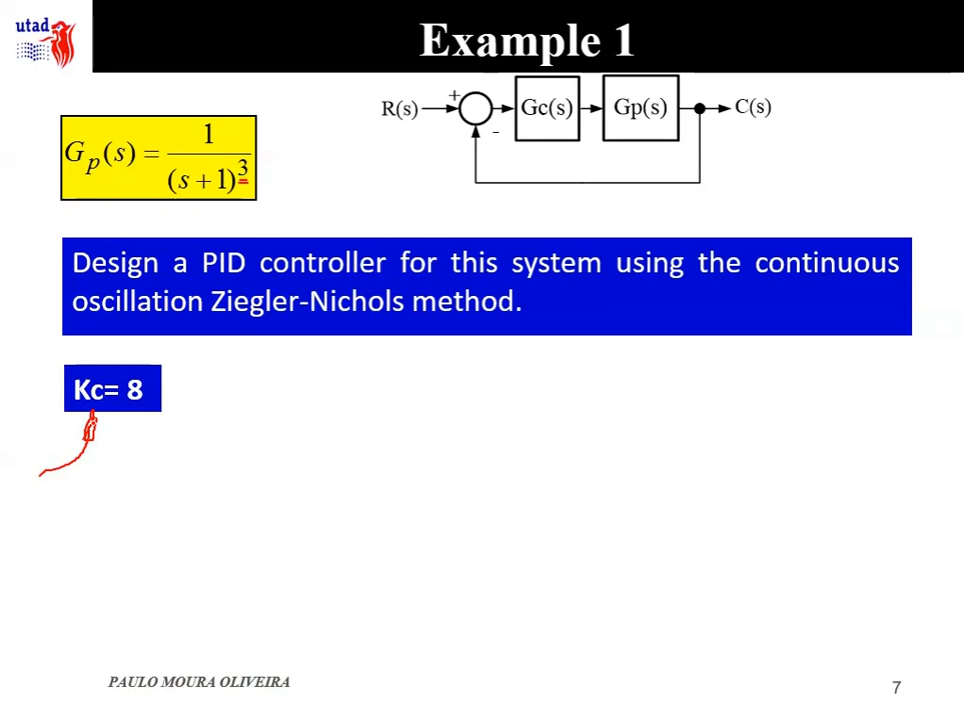 utad
Example 1
R(s)
+
-
Gc(s)
Gp(s)
C(s)
G_p(s) = 1 / (s+1)^3
Design a PID controller for this system using the continuous
oscillation Ziegler-Nichols method.
Kc= 8
PAULO MOURA OLIVEIRA
7